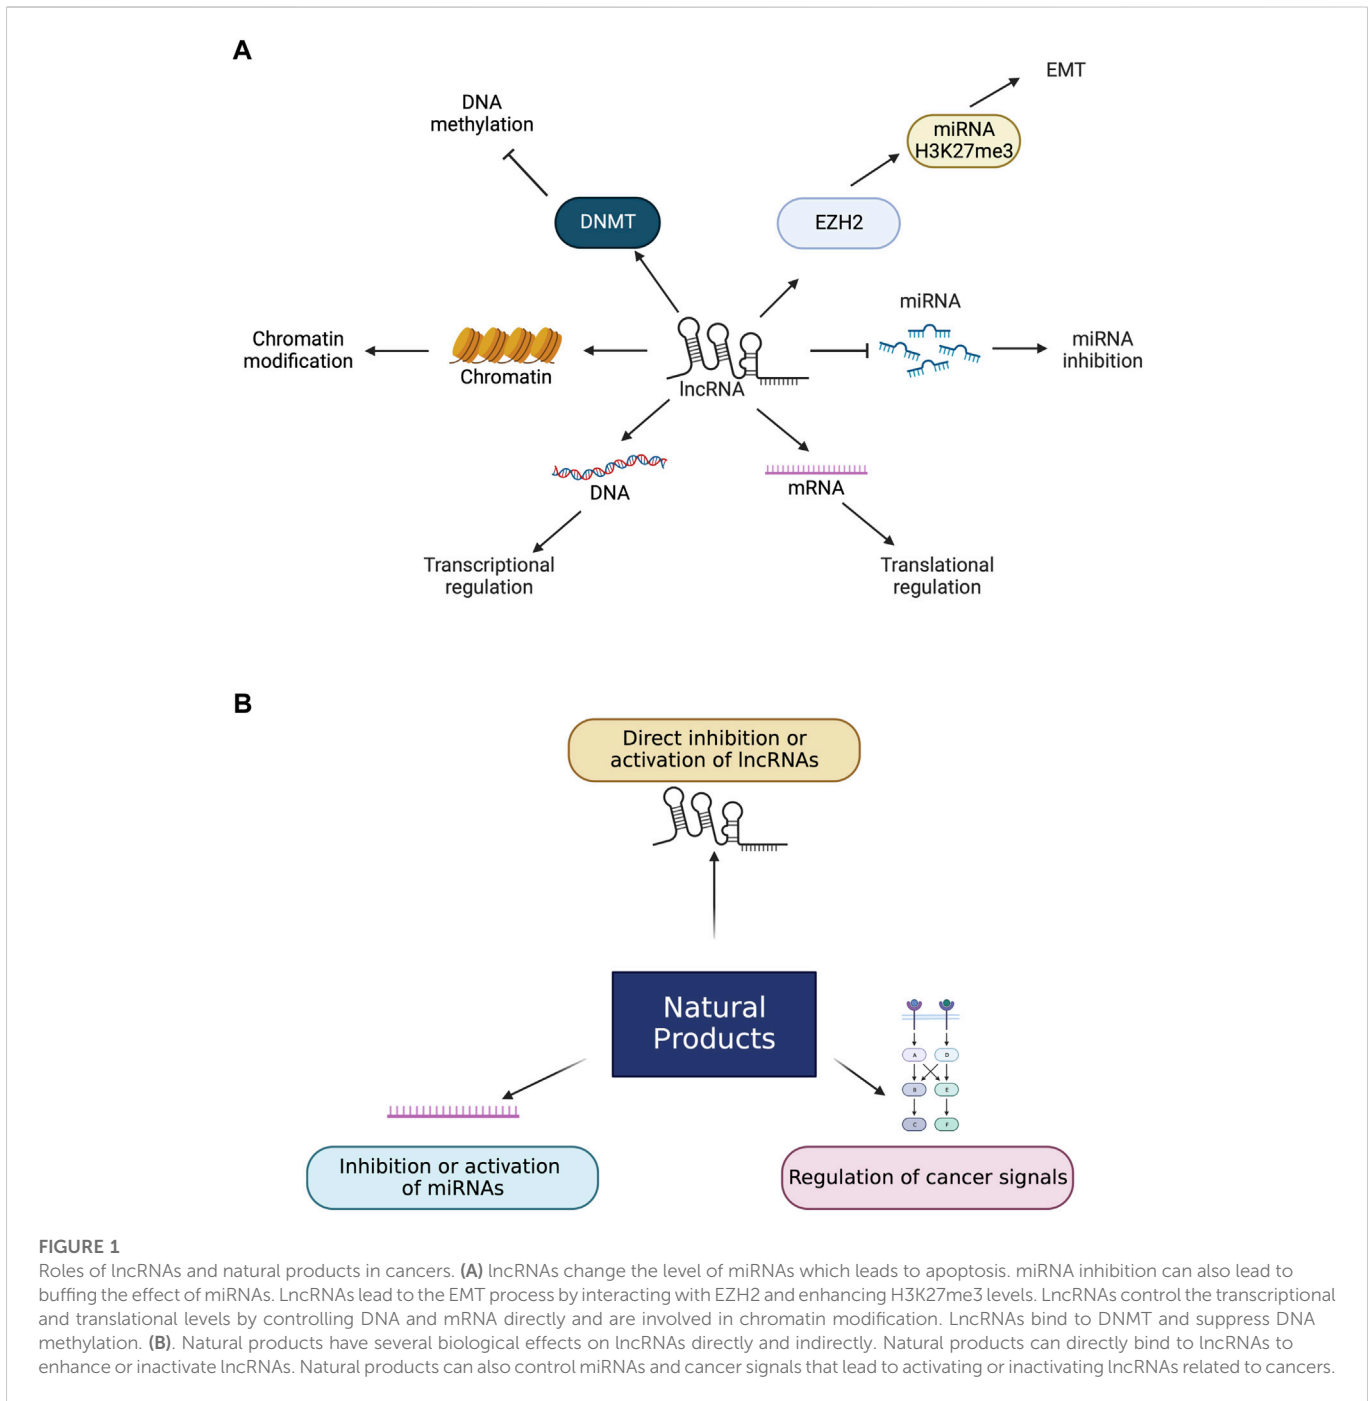 A
EMT
DNA
methylation
miRNA
H3K27me3
DNMT
EZH2
miRNA
Chromatin
modification
Chromatin
lncRNA
miRNA
inhibition
DNA
mRNA
Transcriptional
regulation
Translational
regulation
B
Direct inhibition or
activation of lncRNAs
Natural
Products
A
D
B
E
C
F
Inhibition or activation
of miRNAs
Regulation of cancer signals
FIGURE 1
Roles of lncRNAs and natural products in cancers. (A) lncRNAs change the level of miRNAs which leads to apoptosis. miRNA inhibition can also lead to
buffing the effect of miRNAs. LncRNAs lead to the EMT process by interacting with EZH2 and enhancing H3K27me3 levels. LncRNAs control the transcriptional
and translational levels by controlling DNA and mRNA directly and are involved in chromatin modification. LncRNAs bind to DNMT and suppress DNA
methylation. (B). Natural products have several biological effects on lncRNAs directly and indirectly. Natural products can directly bind to lncRNAs to
enhance or inactivate lncRNAs. Natural products can also control miRNAs and cancer signals that lead to activating or inactivating lncRNAs related to cancers.